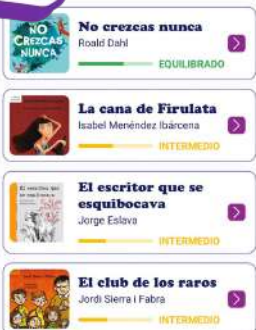 NO
CREZCAS
NUNCA
No crezcas nunca
Roald Dahl
EQUILIBRADO
La cana de Firulata
Isabel Menéndez Ibárcena
INTERMEDIO
El escritor que se
esquibocava
Jorge Eslava
INTERMEDIO
El club de los raros
Jordi Sierra i Fabra
INTERMEDIO